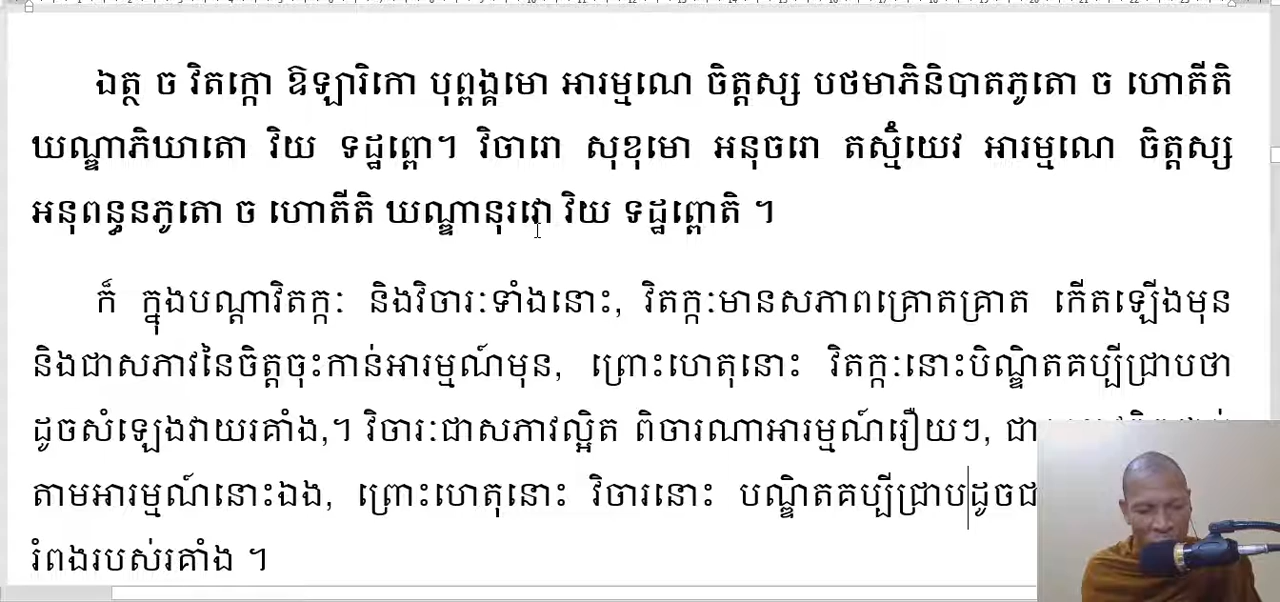 ឯត្ថ ច វិតក្កោ ឱឡារិកោ បុព្ពង្គមោ អារម្មណេ ចិត្តស្ស បថមាភិនិបាតភូតោ ច ហោតីតិ
ឃណ្ឌាភិឃាតោ វិយ ទដ្ឋព្ពោ។ វិចារោ សុខុមោ អនុចរោ តស្មឹយេវ អារម្មណេ ចិត្តស្ស
អនុពន្ធនភូតោ ច ហោតីតិ ឃណ្ឌានុរវោ វិយ ទដ្ឋព្ពោតិ ។
ក៏ ក្នុងបណ្តាវិតក្កៈ និងវិចារៈទាំងនោះ, វិតក្កៈមានសភាពគ្រោតគ្រាត កើតឡើងមុន
និងជាសភាវនៃចិត្តចុះកាន់អារម្មណ៍មុន, ព្រោះហេតុនោះ វិតក្កៈនោះបិណ្ឌិតគប្បីជ្រាបថា
ដូចសំឡេងវាយរគាំង,។ វិចារៈជាសភាវល្អិត ពិចារណាអារម្មណ៍រឿយៗ,
តាមអារម្មណ៍នោះឯង, ព្រោះហេតុនោះ វិចារនោះ បណ្ឌិតគប្បីជ្រាបដូច
រំពងរបស់រគាំង ។